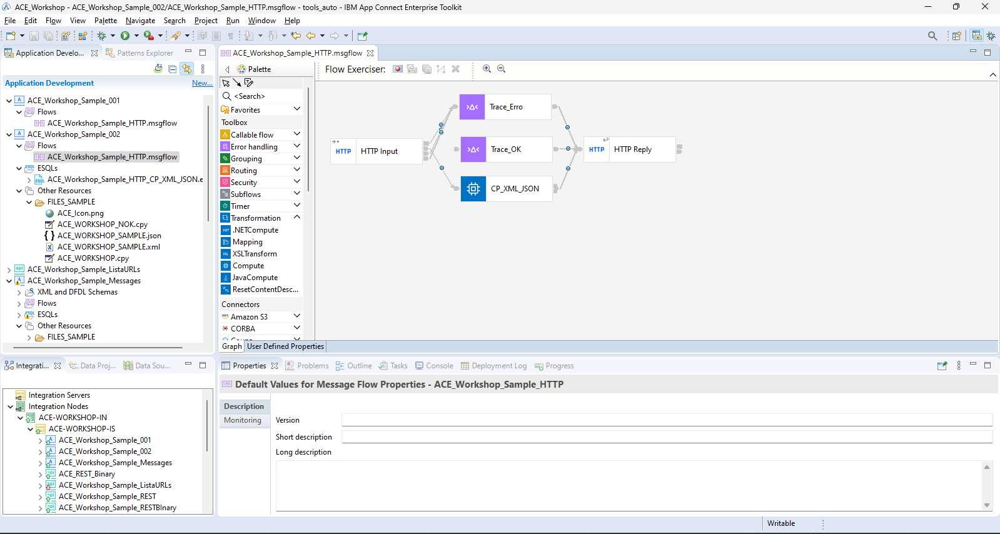 ACE_Workshop - ACE_Workshop_Sample_002/ACE_Workshop_Sample_HTTP.msgflow - tools_auto - IBM App Connect Enterprise Toolkit
File Edit Flow View Palette Navigate Search Project Run Window Help
Application Develo... Patterns Explorer
Application Development New...
ACE_Workshop_Sample_001
Flows
ACE_Workshop_Sample_HTTP.msgflow
ACE_Workshop_Sample_002
Flows
ACE_Workshop_Sample_HTTP.msgflow
ESQLs
ACE_Workshop_Sample_HTTP_CP_XML_JSON.e
Other Resources
FILES_SAMPLE
ACE_Icon.png
ACE_WORKSHOP_NOK.cpy
ACE_WORKSHOP_SAMPLE.json
ACE_WORKSHOP_SAMPLE.xml
ACE_WORKSHOP.cpy
ACE_Workshop_Sample_ListaURLs
ACE_Workshop_Sample_Messages
XML and DFDL Schemas
Flows
ESQLs
Other Resources
FILES_SAMPLE
ACE_Workshop_Sample_HTTP.msgflow
Palette
<Search>
Favorites
Toolbox
Callable flow
Error handling
Grouping
Routing
Security
Subflows
Timer
Transformation
.NETCompute
Mapping
XSLTransform
Compute
JavaCompute
ResetContentDesc...
Connectors
Amazon S3
CORBA
Flow Exerciser:
Trace_Erro
HTTP HTTP Input
Trace_OK
HTTP HTTP Reply
CP_XML_JSON
Graph User Defined Properties
Integrati... Data Proj... Data Sou...
Integration Servers
Integration Nodes
ACE-WORKSHOP-IN
ACE-WORKSHOP-IS
ACE_Workshop_Sample_001
ACE_Workshop_Sample_002
ACE_Workshop_Sample_Messages
ACE_REST_Binary
ACE_Workshop_Sample_ListaURLs
ACE_Workshop_Sample_REST
ACE_Workshop_Sample_RESTBInary
Properties Problems Outline Tasks Console Deployment Log Progress
Default Values for Message Flow Properties - ACE_Workshop_Sample_HTTP
Description
Monitoring
Version
Short description
Long description
Writable